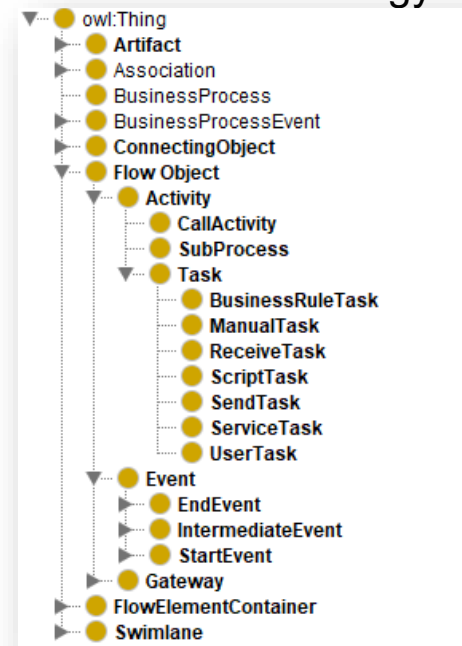 owl:Thing
Artifact
Association
BusinessProcess
BusinessProcessEvent
ConnectingObject
Flow Object
Activity
CallActivity
SubProcess
Task
BusinessRuleTask
ManualTask
ReceiveTask
ScriptTask
SendTask
ServiceTask
UserTask
Event
EndEvent
IntermediateEvent
StartEvent
Gateway
FlowElementContainer
Swimlane